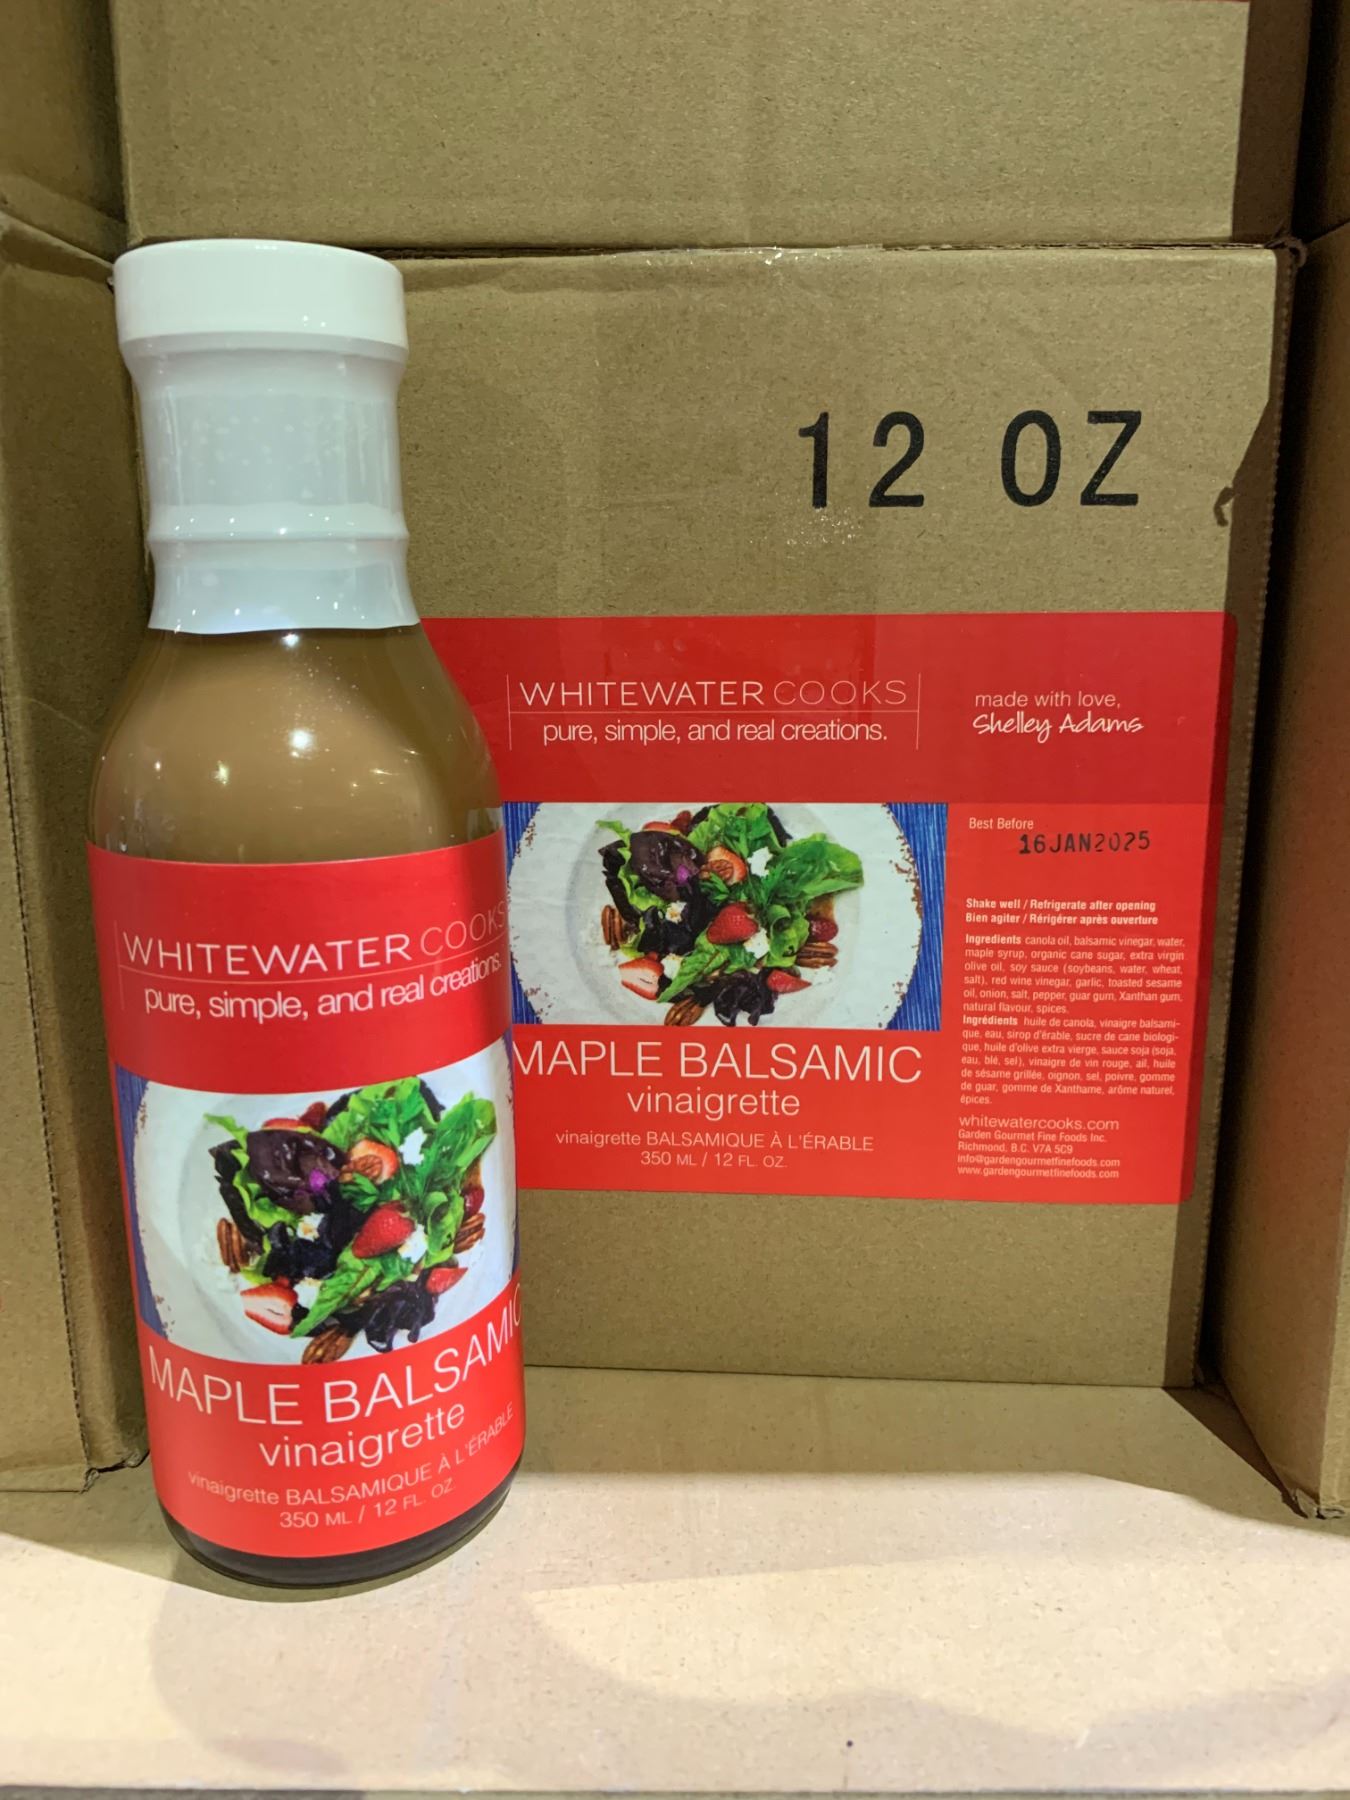 12 OZ
WHITEWATER COOKS
pure, simple, and real creations.
made with love,
Shelley Adams
Best Before
16JAN2025
Shake well / Refrigerate after opening
Bien agiter / Rérigérer après ouverture
Ingredients canola oil, balsamic vinegar, water,
maple syrup, organic cane sugar, extra virgin
olive oil, soy sauce (soybeans, water, wheat,
salt), red wine vinegar, garlic, toasted sesame
oil, onion, salt, pepper, guar gum, Xanthan gum,
natural flavour, spices.
Ingrédients huile de canola, vinaigre balsami-
que, eau, sirop d'érable, sucre de cane biologi-
que, huile d'olive extra vierge, sauce soja (soja,
eau, blé, sel), vinaigre de vin rouge, ail, huile
de sésame grillée, oignon, sel, poivre, gomme
de guar, gomme de Xanthame, arôme naturel,
épices.
whitewatercooks.com
Garden Gourmet Fine Foods Inc.
Richmond, B.C. V7A 5C9
info@gardengourmetfinefoods.com
www.gardengourmetfinefoods.com
MAPLE BALSAMIC
vinaigrette
vinaigrette BALSAMIQUE À L'ÉRABLE
350 ML / 12 FL. OZ.
WHITEWATER COOKS
pure, simple, and real creations.
MAPLE BALSAMIC
vinaigrette
vinaigrette BALSAMIQUE À L'ÉRABLE
350 ML / 12 FL. OZ.